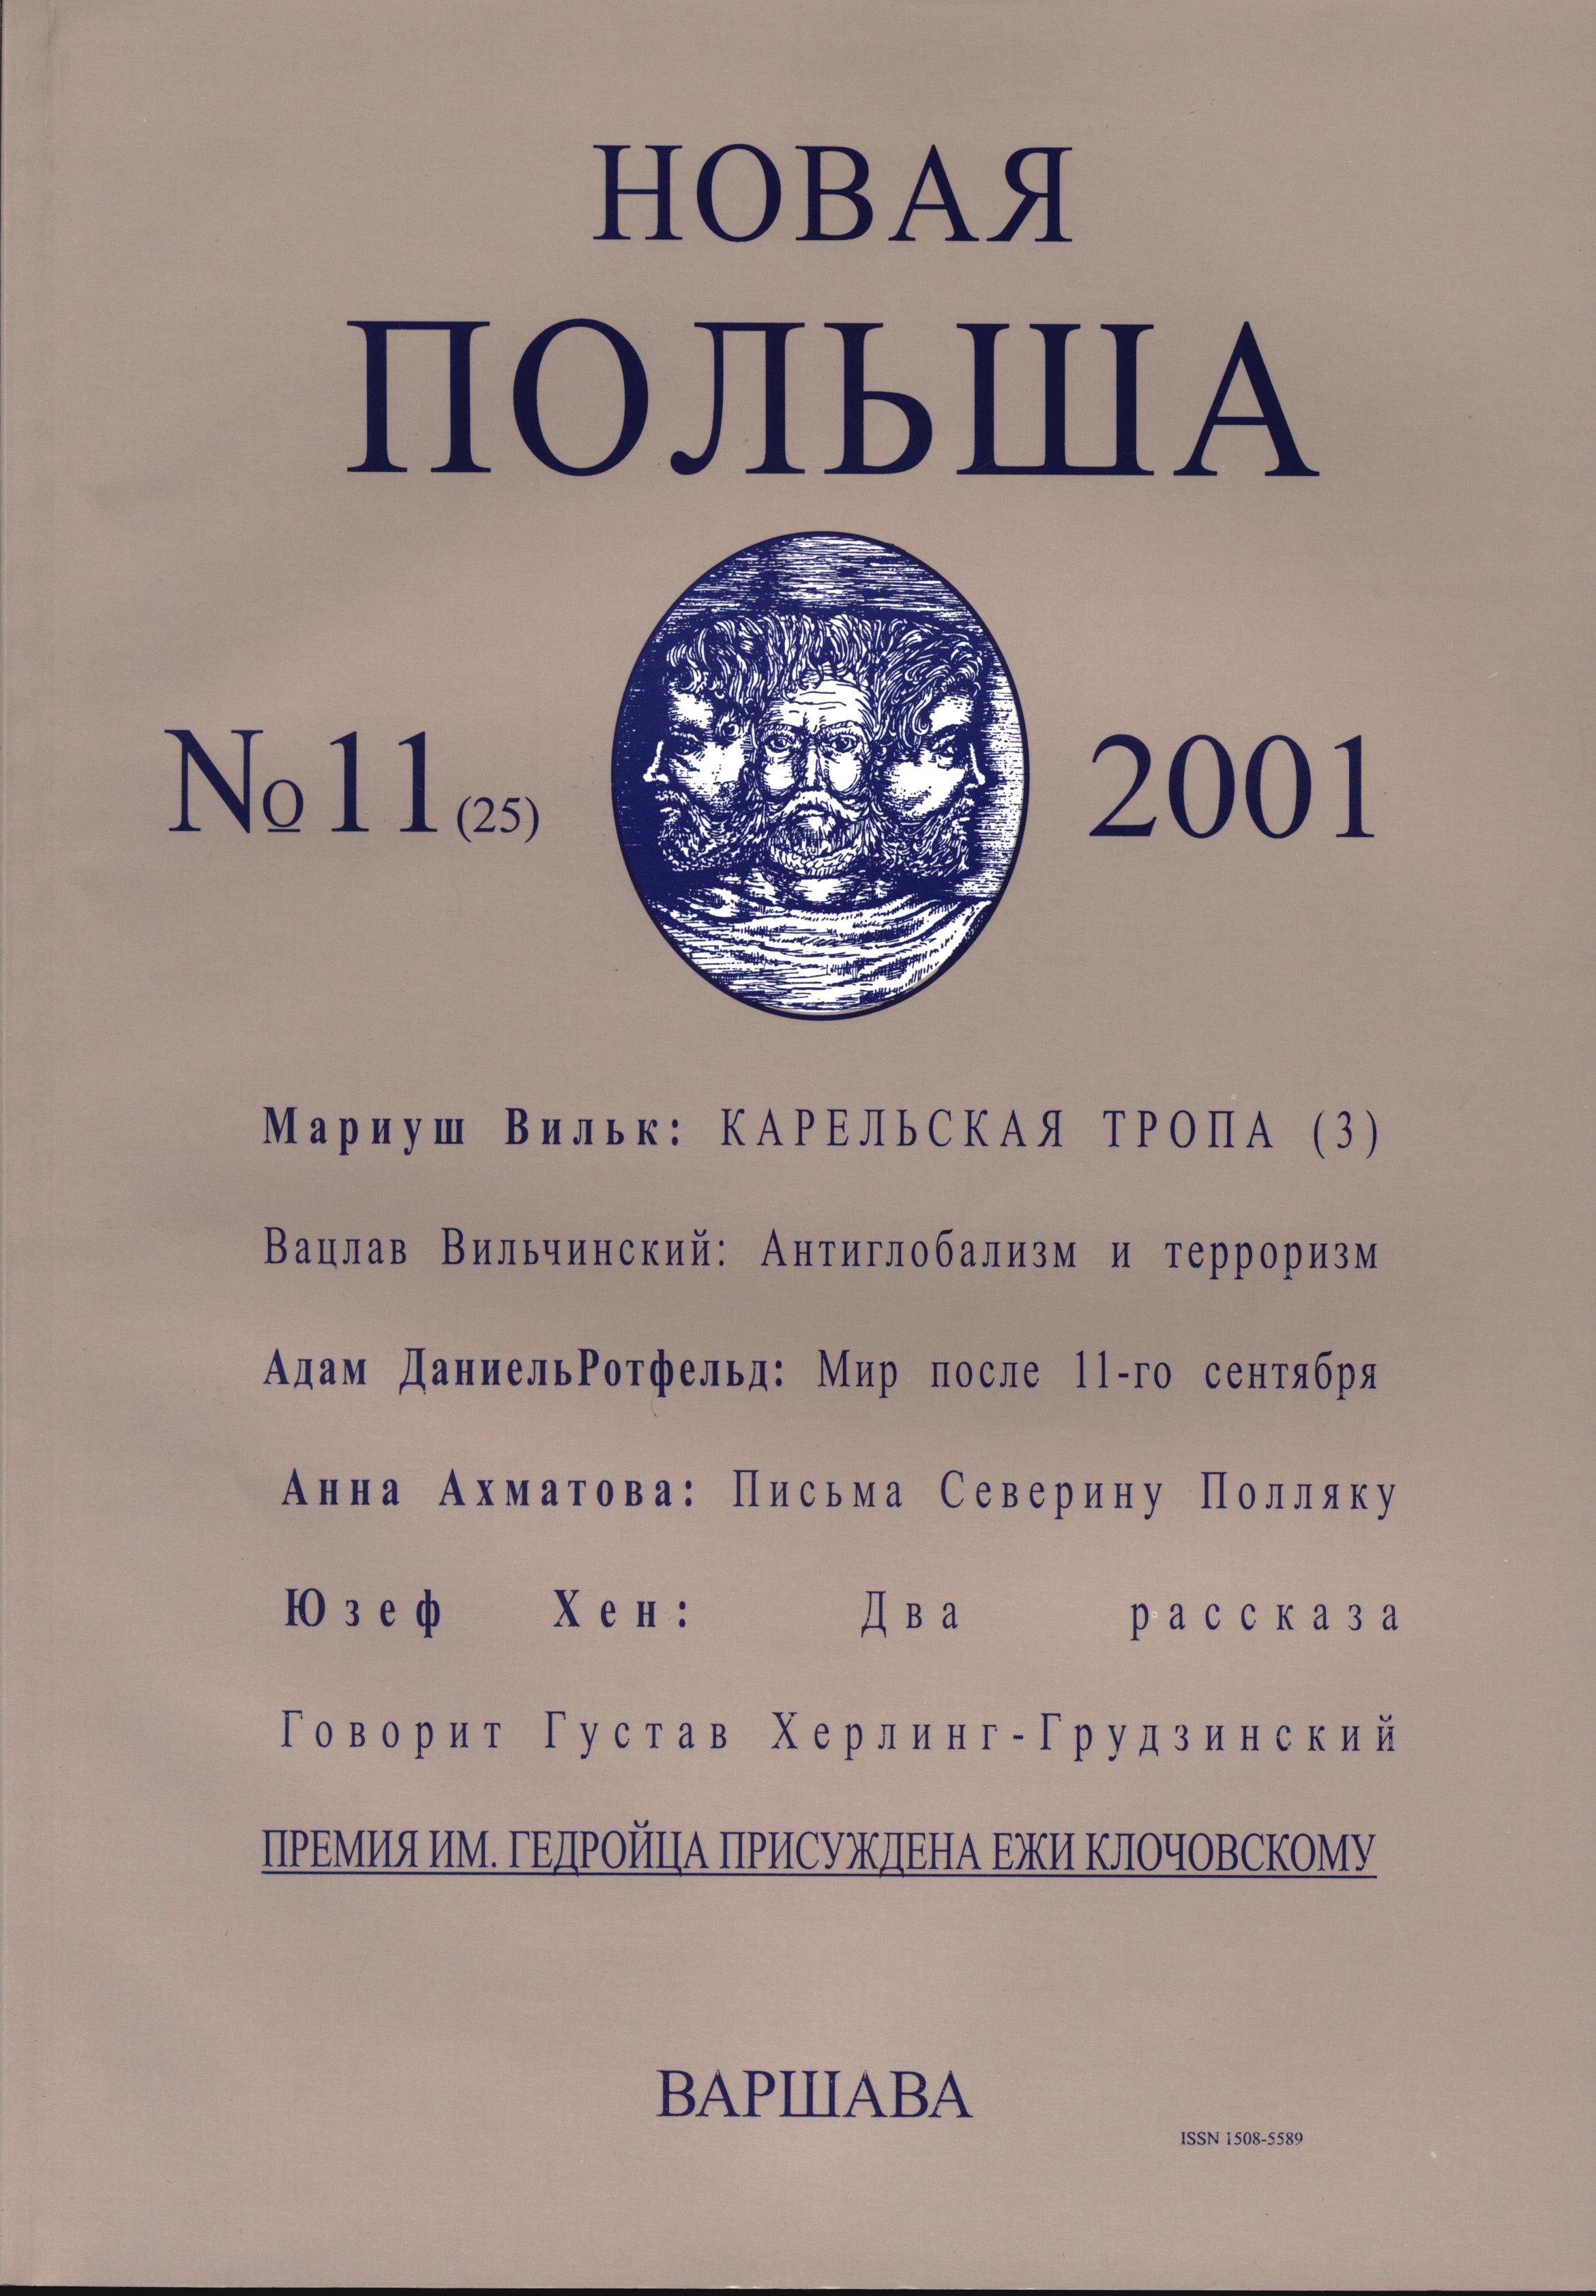 НОВАЯ
ПОЛЬША
№ 11 (25) 2001
Мариуш Вильк: КАРЕЛЬСКАЯ ТРОПА (3)
Вацлав Вильчинский: Антиглобализм и терроризм
Адам ДаниельРотфельд: Мир после 11-го сентября
Анна Ахматова: Письма Северину Полляку
Юзеф Хен: Два рассказа
Говорит Густав Херлинг-Грудзинский
ПРЕМИЯ ИМ. ГЕДРОЙЦА ПРИСУЖДЕНА ЕЖИ КЛОЧОВСКОМУ
ВАРШАВА
ISSN 1508-5589